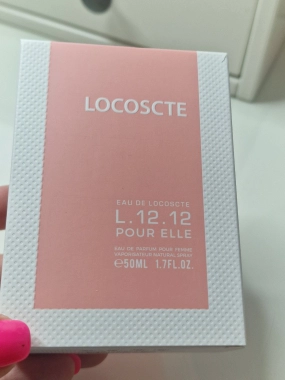 LOCOSCTE
EAU DE LOCOSCTE
L.12.12
POUR ELLE
EAU DE PARFUM POUR FEMME
VAPORISATEUR NATURAL SPRAY
℮50ML 1.7FL.OZ.